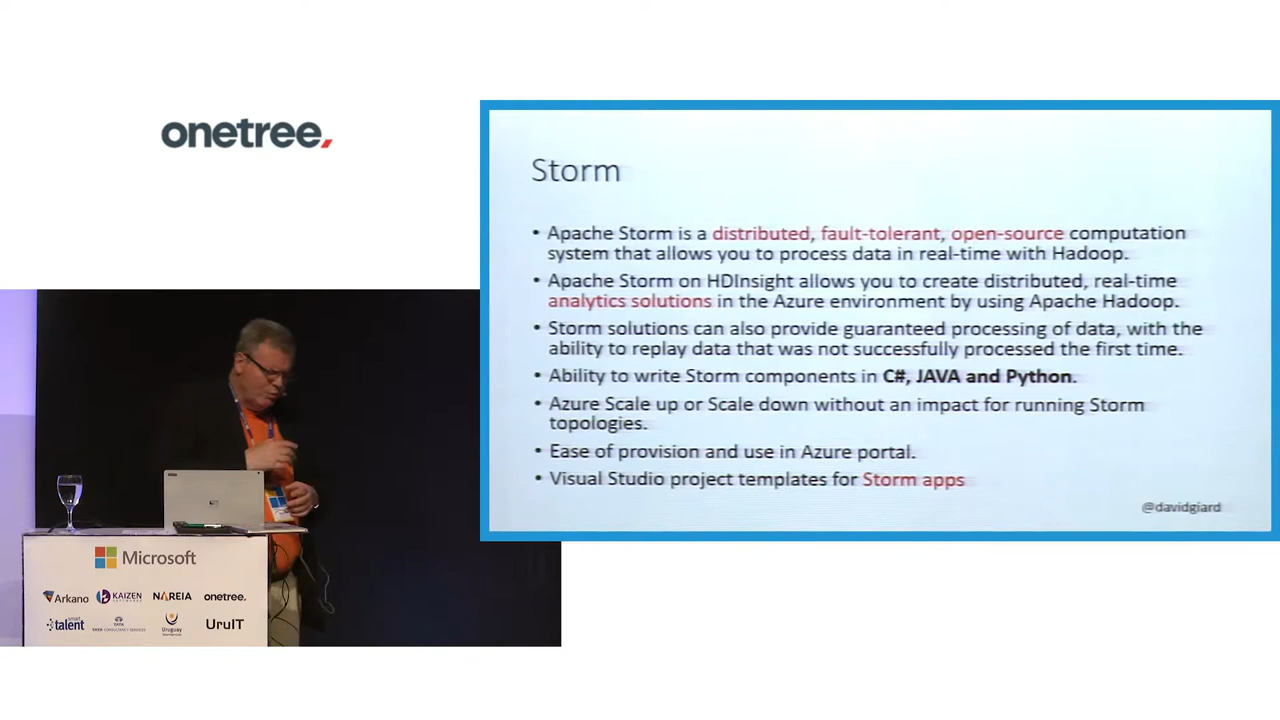 onetree
Storm
• Apache Storm is a distributed, fault-tolerant, open-source computation
system that allows you to process data in real-time with Hadoop.
• Apache Storm on HDInsight allows you to create distributed, real-time
analytics solutions in the Azure environment by using Apache Hadoop.
• Storm solutions can also provide guaranteed processing of data, with the
ability to replay data that was not successfully processed the first time.
• Ability to write Storm components in C#, JAVA and Python.
• Azure Scale up or Scale down without an impact for running Storm
topologies.
• Ease of provision and use in Azure portal.
• Visual Studio project templates for Storm apps
@davidgiard
Microsoft
Arkano KAIZEN NAREIA onetree.
smart talent TATA CONSULTANCY SERVICES Uruguay UruIT